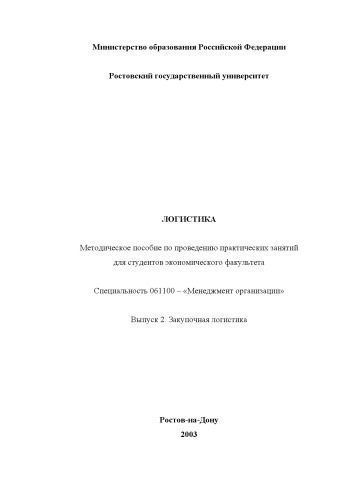 Министерство образования Российской Федерации
Ростовский государственный университет
ЛОГИСТИКА
Методическое пособие по проведению практических занятий
для студентов экономического факультета
Специальность 061100 – «Менеджмент организации»
Выпуск 2. Закупочная логистика
Ростов-на-Дону
2003